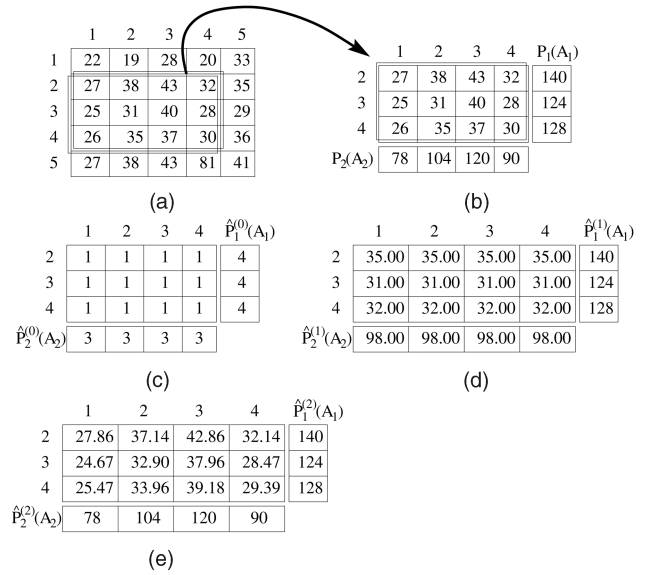 1 2 3 4 5
1 22 19 28 20 33
2 27 38 43 32 35
3 25 31 40 28 29
4 26 35 37 30 36
5 27 38 43 81 41
(a)
1 2 3 4 P₁(A₁)
2 27 38 43 32 140
3 25 31 40 28 124
4 26 35 37 30 128
P₂(A₂) 78 104 120 90
(b)
1 2 3 4 P̂₁⁽⁰⁾(A₁)
2 1 1 1 1 4
3 1 1 1 1 4
4 1 1 1 1 4
P̂₂⁽⁰⁾(A₂) 3 3 3 3
(c)
1 2 3 4 P̂₁⁽¹⁾(A₁)
2 35.00 35.00 35.00 35.00 140
3 31.00 31.00 31.00 31.00 124
4 32.00 32.00 32.00 32.00 128
P̂₂⁽¹⁾(A₂) 98.00 98.00 98.00 98.00
(d)
1 2 3 4 P̂₁⁽²⁾(A₁)
2 27.86 37.14 42.86 32.14 140
3 24.67 32.90 37.96 28.47 124
4 25.47 33.96 39.18 29.39 128
P̂₂⁽²⁾(A₂) 78 104 120 90
(e)